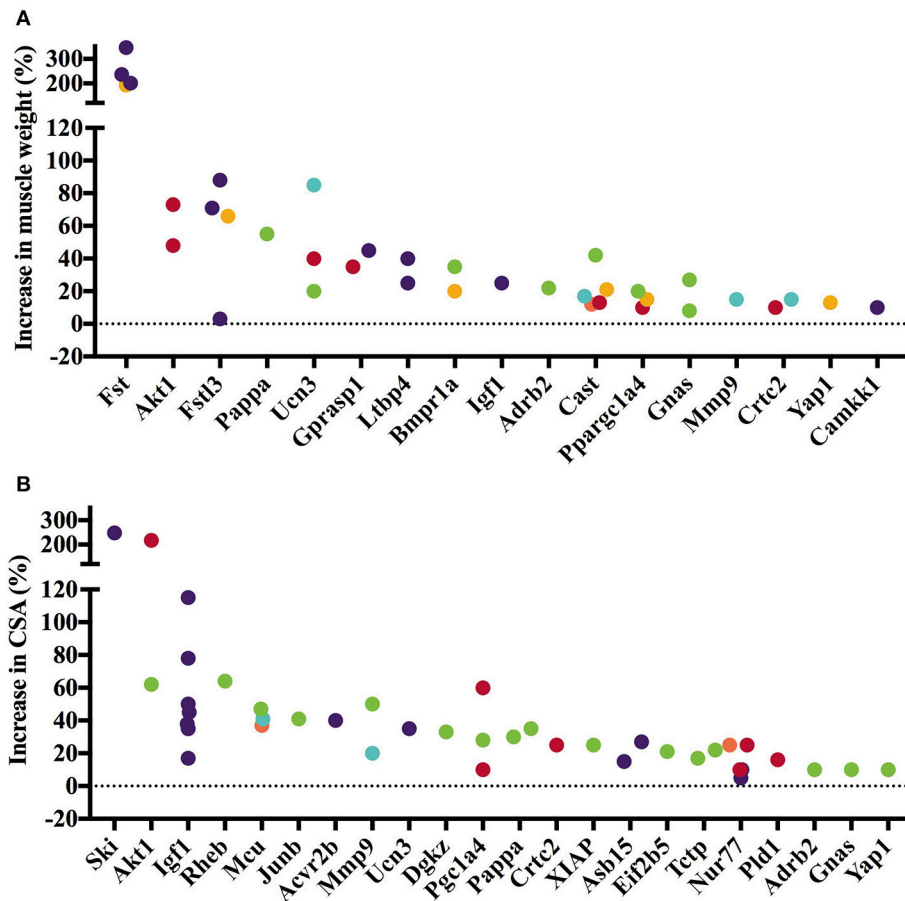 A
Increase in muscle weight (%)
300
200
120
100
80
60
40
20
0
-20
Fst
Akt1
Fstl3
Pappa
Ucn3
Gprasp1
Ltbp4
Bmpr1a
Igf1
Adrb2
Cast
Ppargc1a4
Gnas
Mmp9
Crtc2
Yap1
Camkk1
B
Increase in CSA (%)
300
200
120
100
80
60
40
20
0
-20
Ski
Akt1
Igf1
Rheb
Mcu
Junb
Acvr2b
Mmp9
Ucn3
Dgkz
Pgc1a4
Pappa
Crtc2
XIAP
Asb15
Eif2b5
Tctp
Nur77
Pld1
Adrb2
Gnas
Yap1